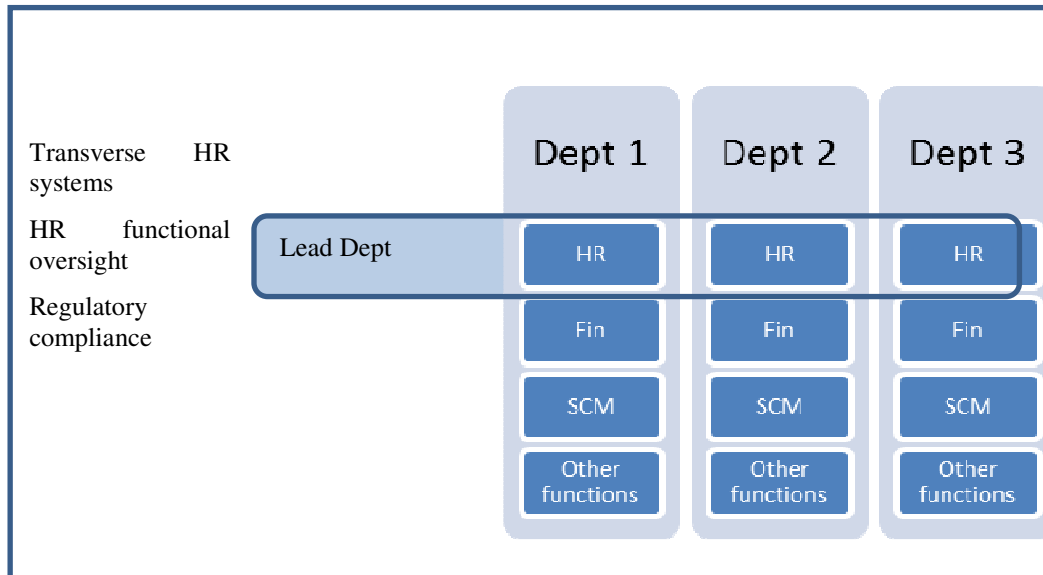 Transverse HR
systems
HR functional
oversight
Regulatory
compliance
Lead Dept
Dept 1
HR
Fin
SCM
Other
functions
Dept 2
HR
Fin
SCM
Other
functions
Dept 3
HR
Fin
SCM
Other
functions